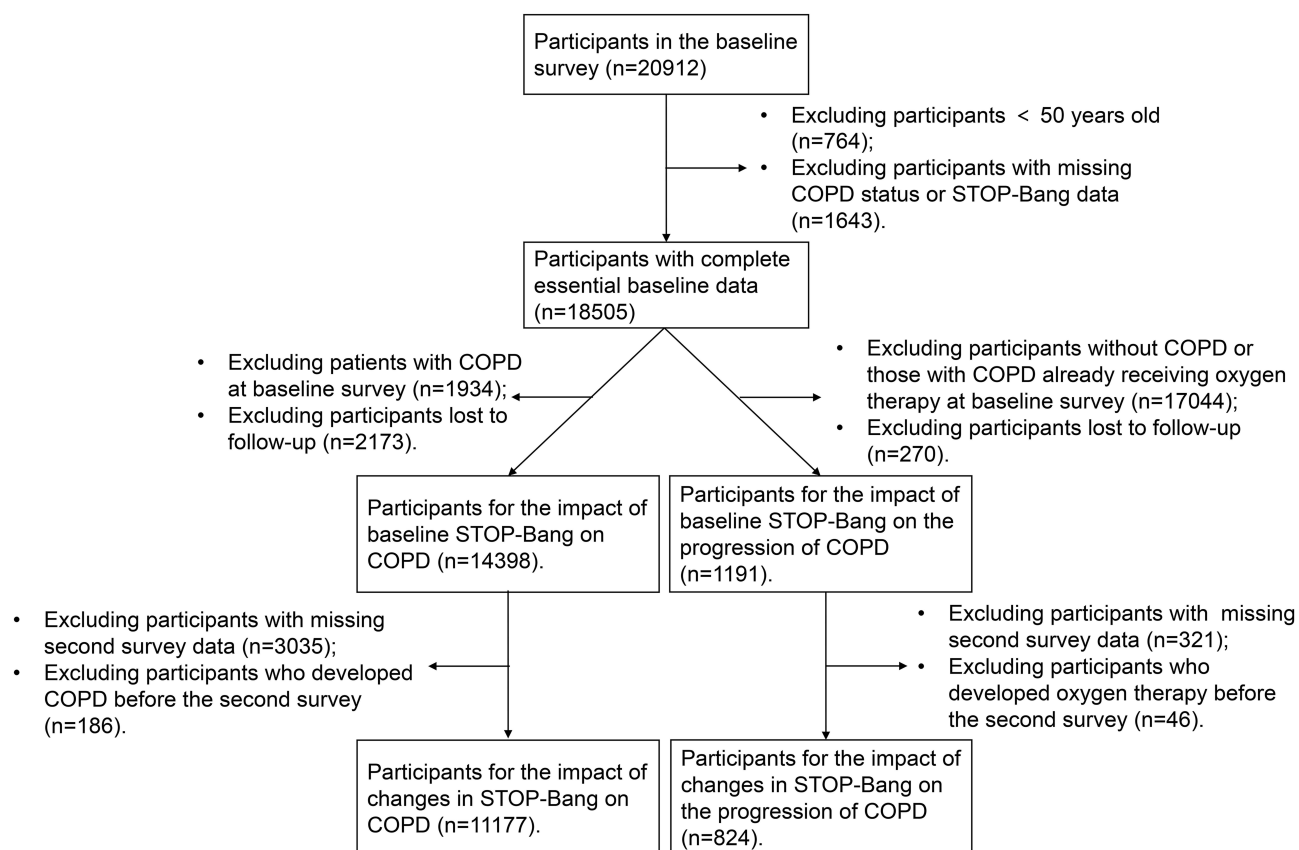 Participants in the baseline
survey (n=20912)
• Excluding participants < 50 years old
(n=764);
• Excluding participants with missing
COPD status or STOP-Bang data
(n=1643).
Participants with complete
essential baseline data
(n=18505)
• Excluding patients with COPD
at baseline survey (n=1934);
• Excluding participants lost to
follow-up (n=2173).
• Excluding participants without COPD or
those with COPD already receiving oxygen
therapy at baseline survey (n=17044);
• Excluding participants lost to follow-up
(n=270).
Participants for the impact of
baseline STOP-Bang on
COPD (n=14398).
Participants for the impact of
baseline STOP-Bang on the
progression of COPD
(n=1191).
• Excluding participants with missing
second survey data (n=3035);
• Excluding participants who developed
COPD before the second survey
(n=186).
• Excluding participants with missing
second survey data (n=321);
• Excluding participants who
developed oxygen therapy before
the second survey (n=46).
Participants for the impact of
changes in STOP-Bang on
COPD (n=11177).
Participants for the impact of
changes in STOP-Bang on
the progression of COPD
(n=824).